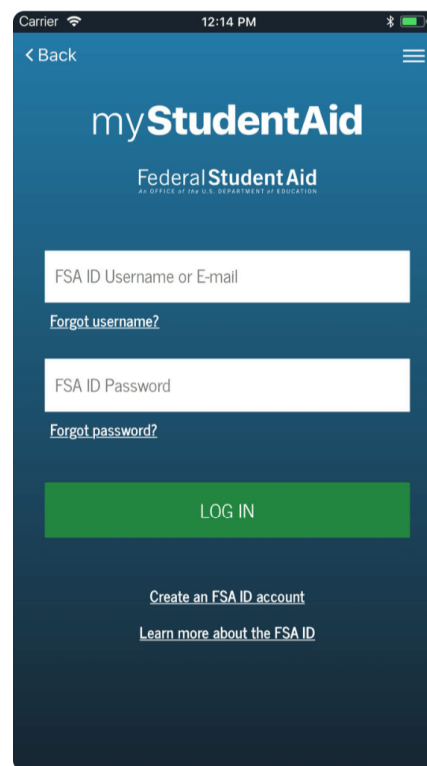 Carrier 12:14 PM
Back
myStudentAid
Federal Student Aid
An OFFICE of the U.S. DEPARTMENT of EDUCATION
FSA ID Username or E-mail
Forgot username?
FSA ID Password
Forgot password?
LOG IN
Create an FSA ID account
Learn more about the FSA ID